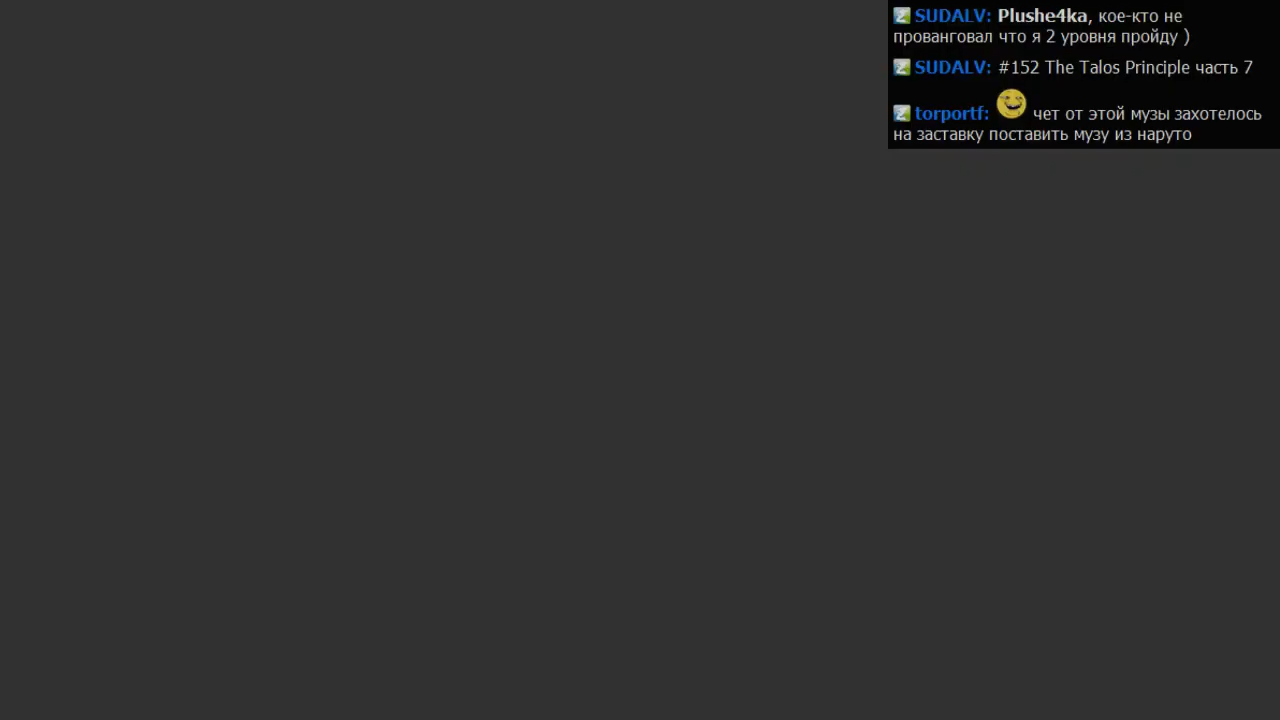 SUDALV: Plushe4ka, кое-кто не
прованговал что я 2 уровня пройду )
SUDALV: #152 The Talos Principle часть 7
torportf: чет от этой музы захотелось
на заставку поставить музу из наруто